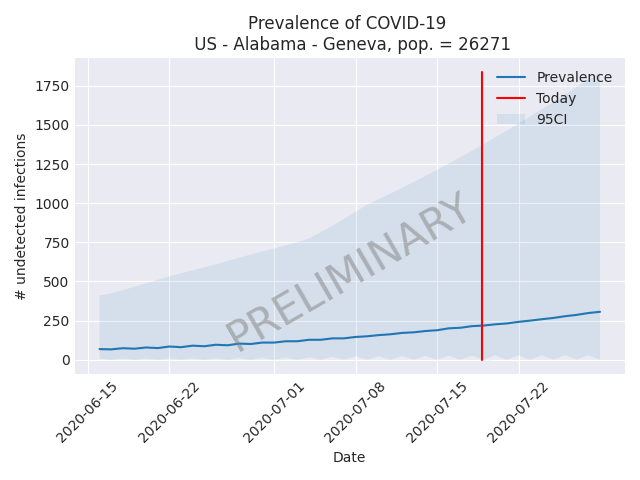 Prevalence of COVID-19
US - Alabama - Geneva, pop. = 26271
Prevalence
Today
95CI
1750
1500
1250
1000
750
500
250
0
# undetected infections
PRELIMINARY
2020-06-15
2020-06-22
2020-07-01
2020-07-08
2020-07-15
2020-07-22
Date